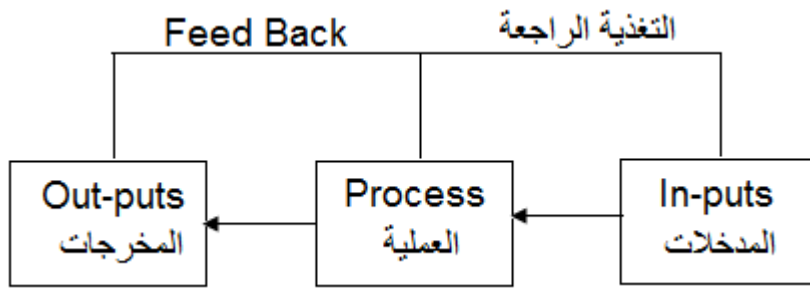 Feed Back
التغذية الراجعة
Out-puts
المخرجات
Process
العملية
In-puts
المدخلات